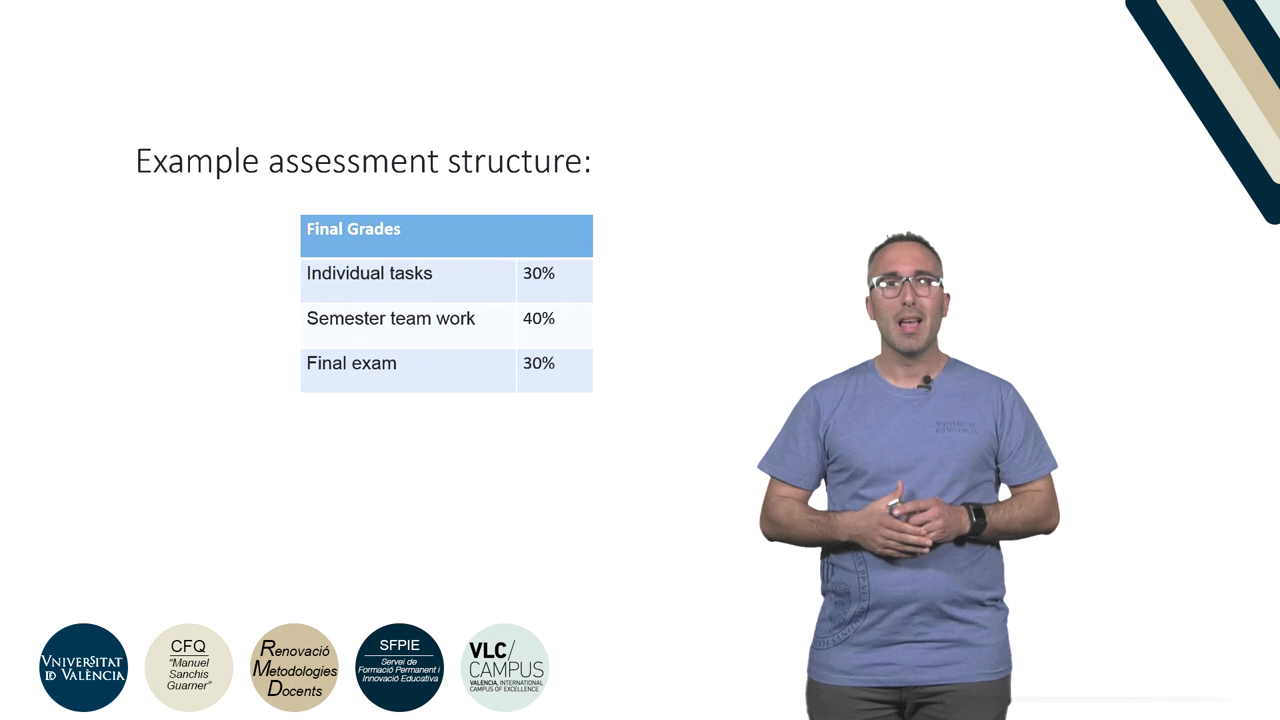 Example assessment structure:
Final Grades
Individual tasks 30%
Semester team work 40%
Final exam 30%
VNIVERSITAT
ID VALÈNCIA
CFQ
“Manuel
Sanchis
Guarner”
Renovació
Metodologies
Docents
SFPIE
Servei de
Formació Permanent i
Innovació Educativa
VLC/
CAMPUS
VALENCIA, INTERNATIONAL
CAMPUS OF EXCELLENCE